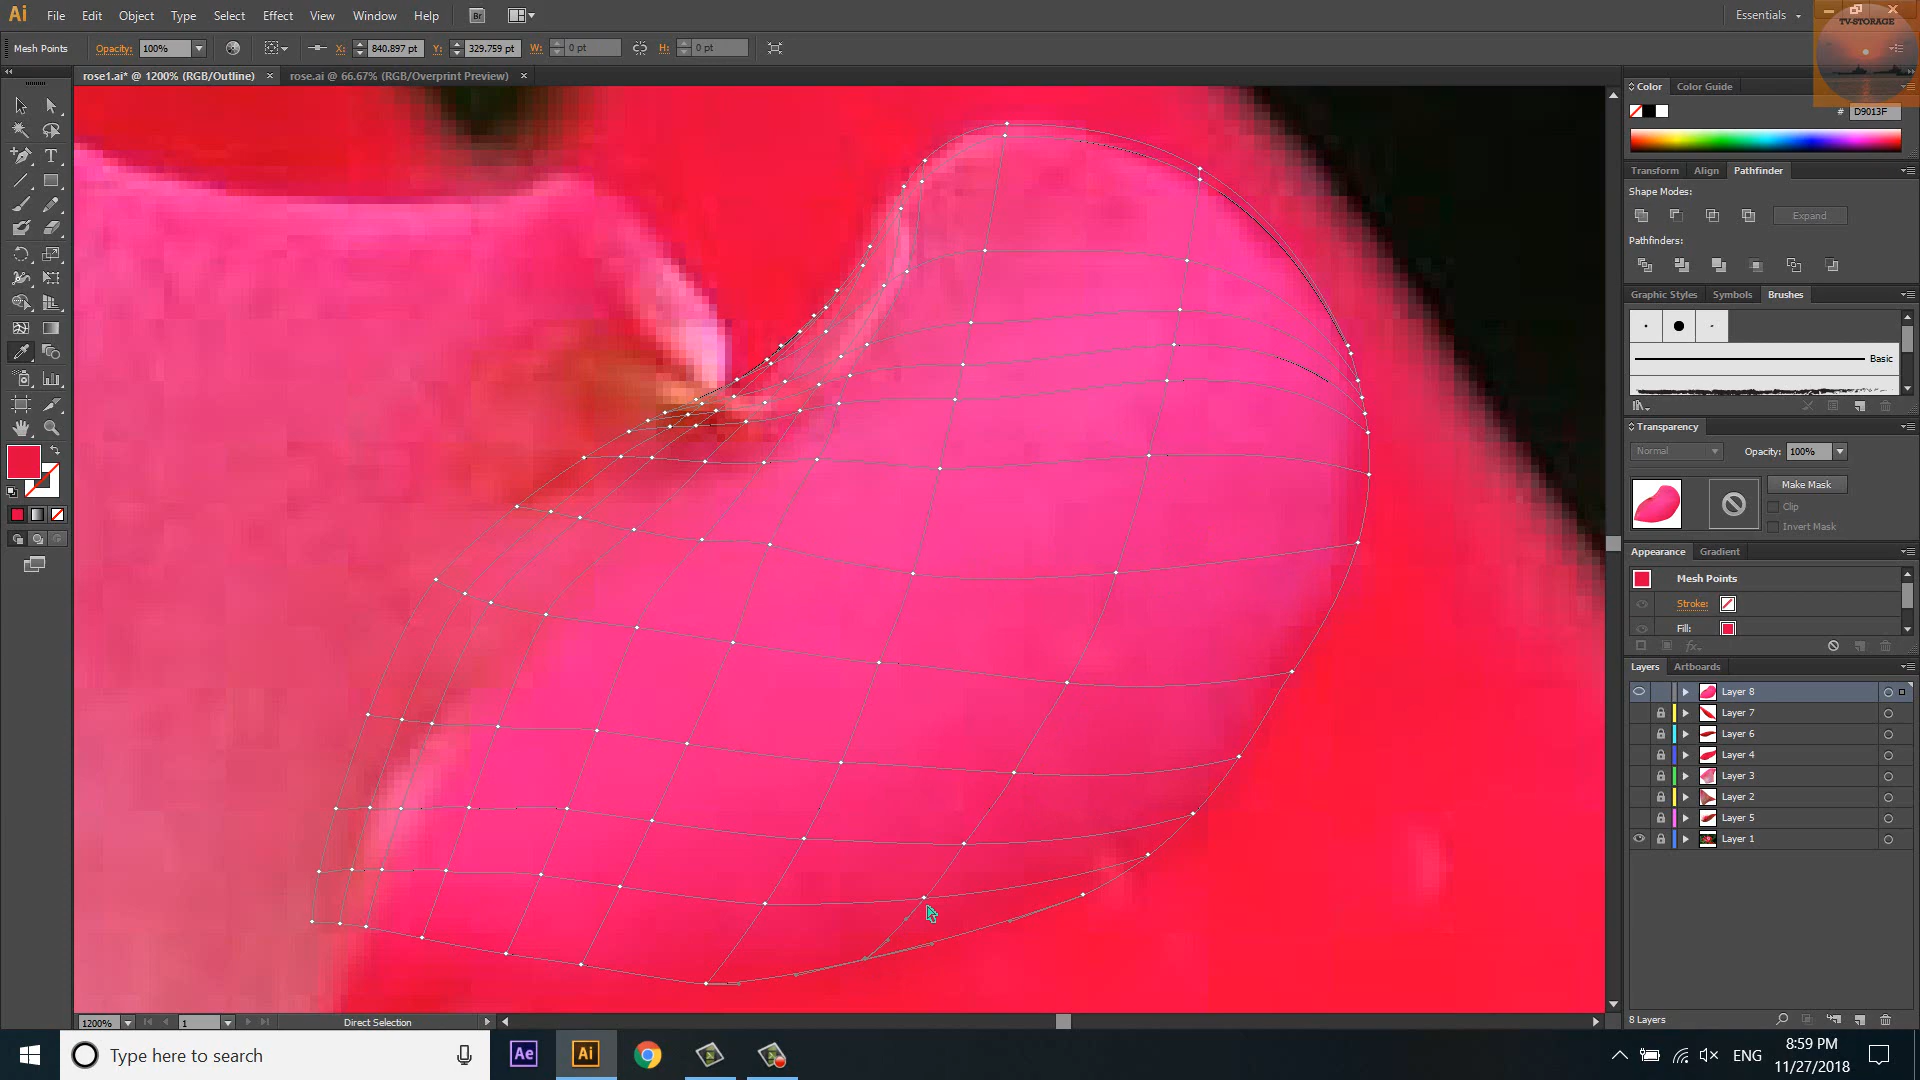 Ai File Edit Object Type Select Effect View Window Help Br Essentials
TV-STORAGE
Mesh Points Opacity: 100% X: 840.897 pt Y: 329.759 pt W: 0 pt H: 0 pt
rose1.ai* @ 1200% (RGB/Outline) × rose.ai @ 66.67% (RGB/Overprint Preview) ×
Color Color Guide
# D9013F
Transform Align Pathfinder
Shape Modes:
Expand
Pathfinders:
Graphic Styles Symbols Brushes
Basic
Transparency
Normal Opacity: 100%
Make Mask
Clip
Invert Mask
Appearance Gradient
Mesh Points
Stroke:
Fill:
Layers Artboards
Layer 8
Layer 7
Layer 6
Layer 4
Layer 3
Layer 2
Layer 5
Layer 1
8 Layers
1200% 1 Direct Selection
Type here to search
Ae Ai
ENG
8:59 PM
11/27/2018